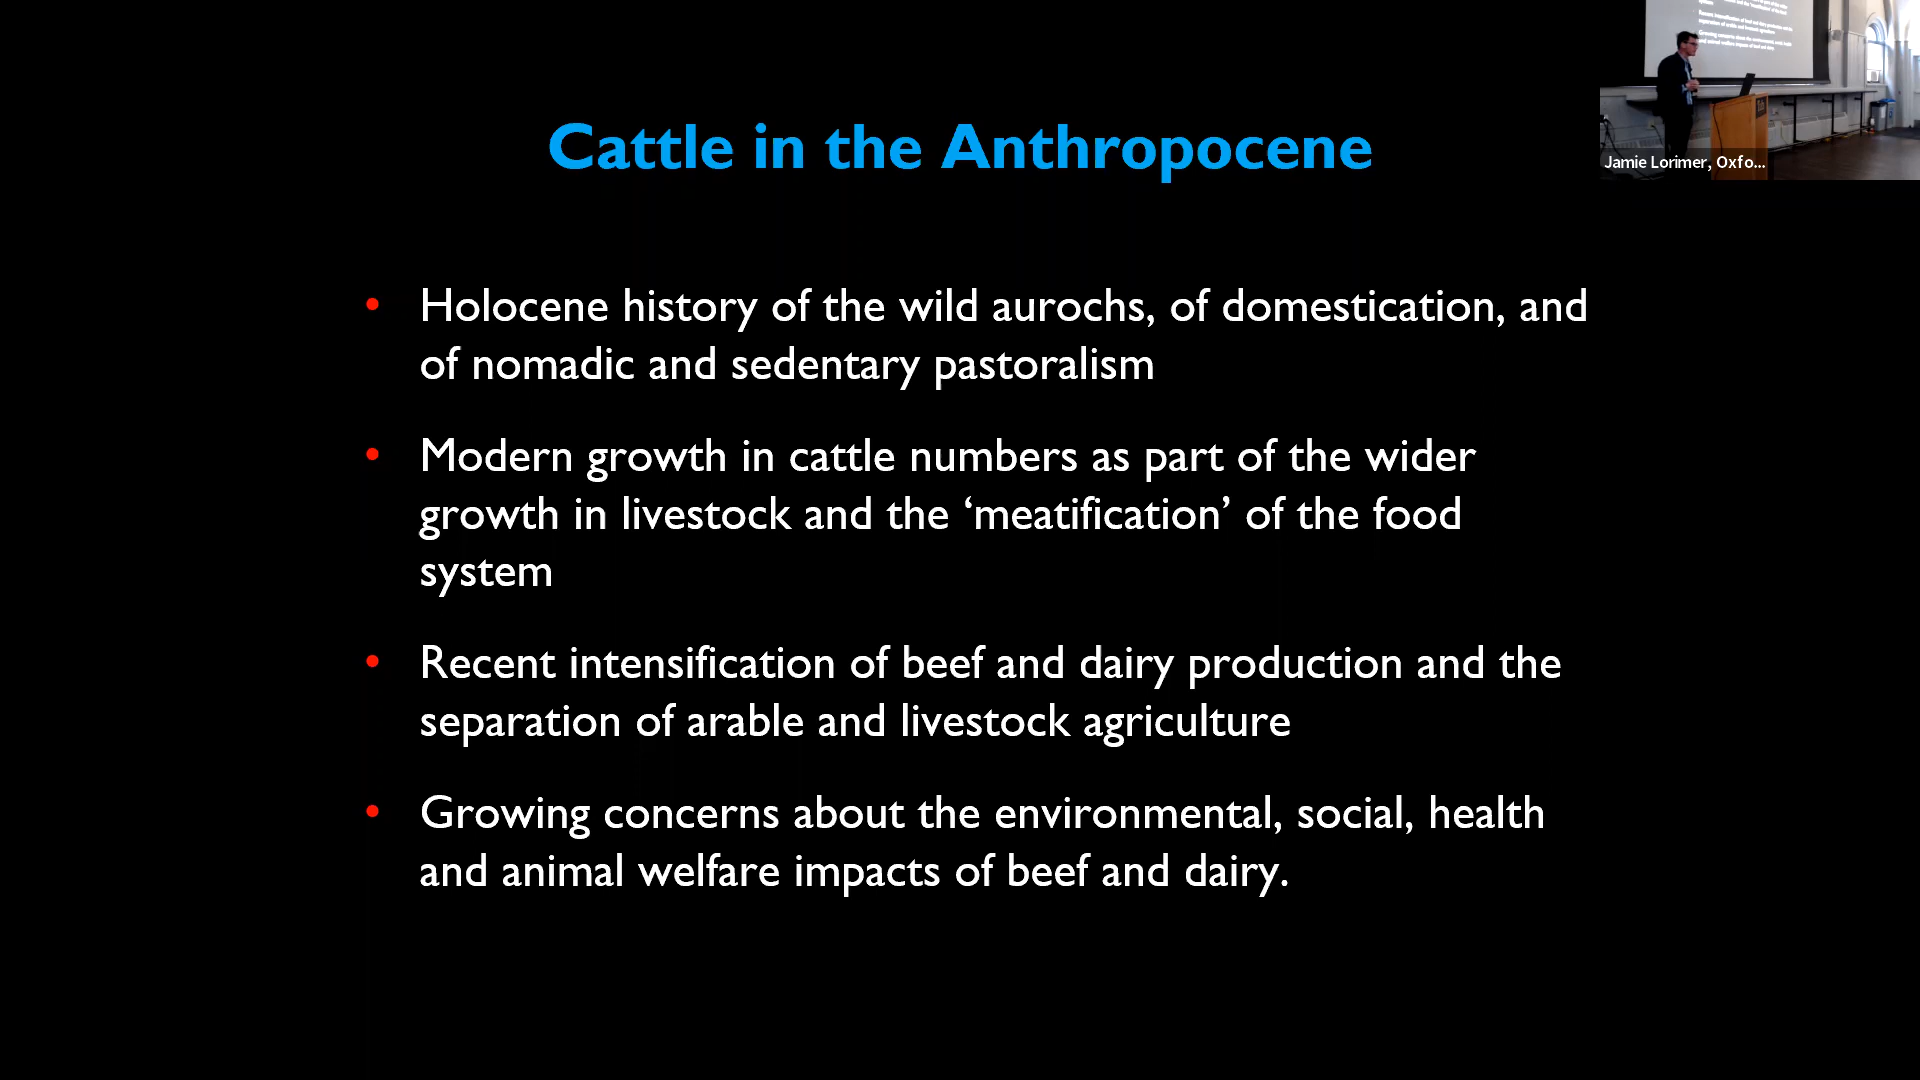 Cattle in the Anthropocene
Jamie Lorimer, Oxfo...
• Holocene history of the wild aurochs, of domestication, and
of nomadic and sedentary pastoralism
• Modern growth in cattle numbers as part of the wider
growth in livestock and the ‘meatification’ of the food
system
• Recent intensification of beef and dairy production and the
separation of arable and livestock agriculture
• Growing concerns about the environmental, social, health
and animal welfare impacts of beef and dairy.